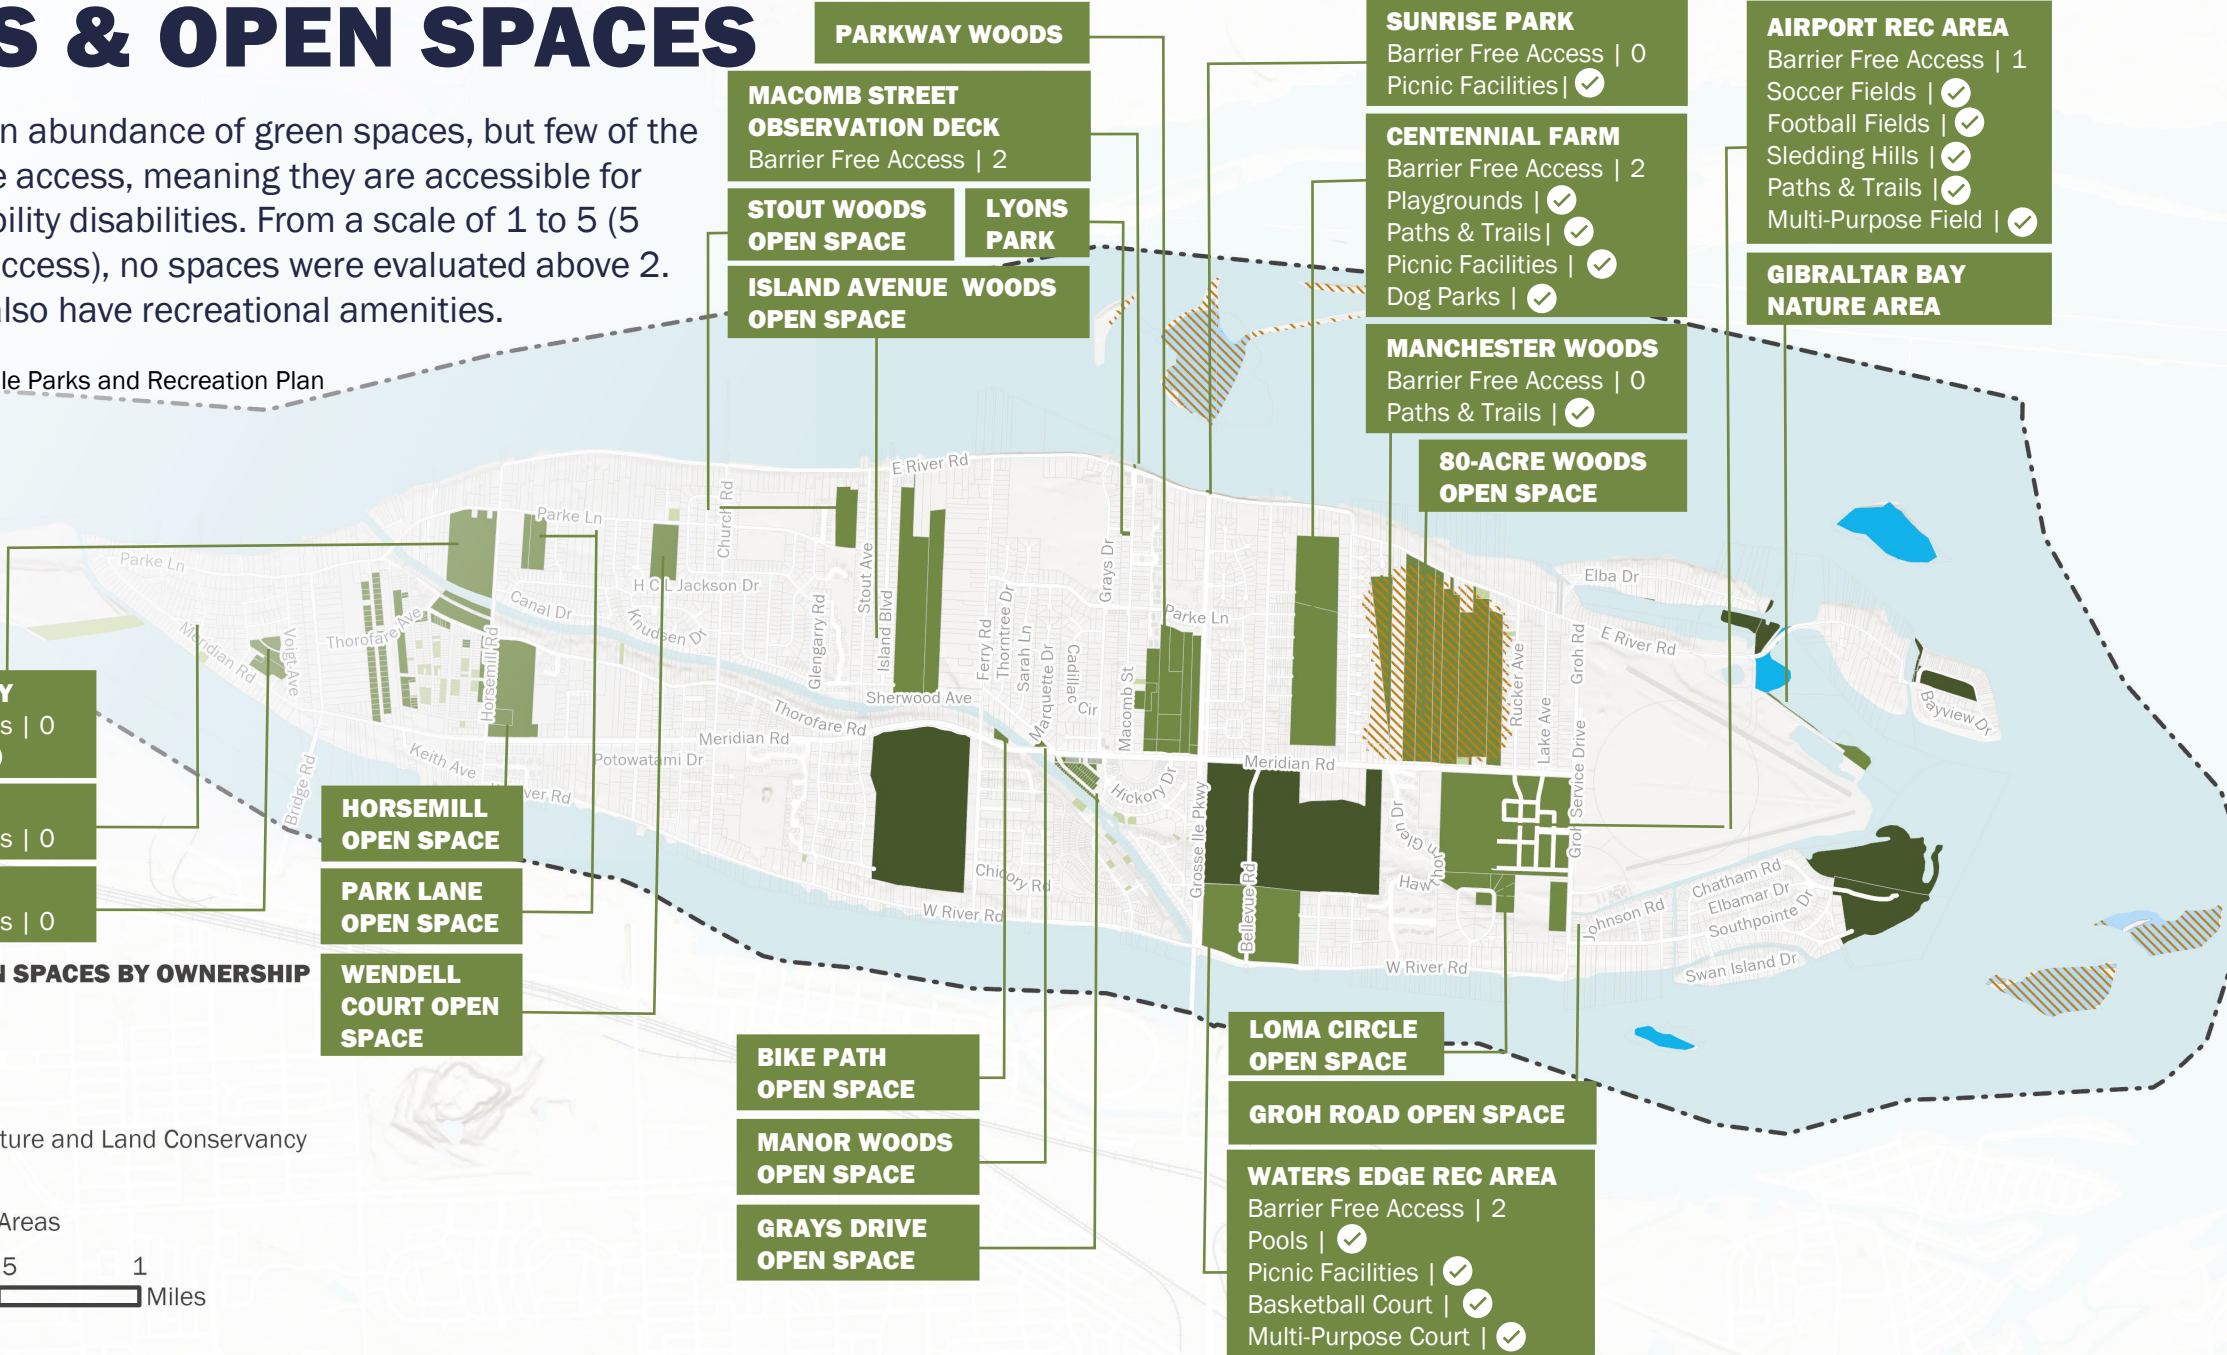 S & OPEN SPACES
n abundance of green spaces, but few of the
e access, meaning they are accessible for
bility disabilities. From a scale of 1 to 5 (5
ccess), no spaces were evaluated above 2.
also have recreational amenities.
le Parks and Recreation Plan
PARKWAY WOODS
MACOMB STREET
OBSERVATION DECK
Barrier Free Access | 2
STOUT WOODS
OPEN SPACE
LYONS
PARK
ISLAND AVENUE WOODS
OPEN SPACE
SUNRISE PARK
Barrier Free Access | 0
Picnic Facilities|
CENTENNIAL FARM
Barrier Free Access | 2
Playgrounds |
Paths & Trails|
Picnic Facilities |
Dog Parks |
MANCHESTER WOODS
Barrier Free Access | 0
Paths & Trails |
80-ACRE WOODS
OPEN SPACE
AIRPORT REC AREA
Barrier Free Access | 1
Soccer Fields |
Football Fields |
Sledding Hills |
Paths & Trails |
Multi-Purpose Field |
GIBRALTAR BAY
NATURE AREA
E River Rd
Parke Ln
Parke Ln
Church Rd
H C L Jackson Dr
Canal Dr
Knudsen Dr
Thorofare Ave
Meridian Rd
Voigt Ave
Horsemill Rd
Glengarry Rd
Stout Ave
Island Blvd
Sherwood Ave
Thorofare Rd
Meridian Rd
Potowatami Dr
Keith Ave
Bridge Rd
ver Rd
Ferry Rd
Thorntree Dr
Sarah Ln
Marquette Dr
Cadillac
Cir
Grays Dr
Macomb St
Parke Ln
Hickory Dr
Chicory Rd
W River Rd
Grosse Ile Pkwy
Bellevue Rd
Meridian Rd
Glen Dr
Haw
thorn
Glen
Rucker Ave
Lake Ave
Groh Rd
Groh Service Drive
Elba Dr
E River Rd
Bayview Dr
Chatham Rd
Elbamar Dr
Southpointe Dr
Johnson Rd
Swan Island Dr
W River Rd
Y
s | 0
s | 0
s | 0
HORSEMILL
OPEN SPACE
PARK LANE
OPEN SPACE
WENDELL
COURT OPEN
SPACE
N SPACES BY OWNERSHIP
ture and Land Conservancy
Areas
5 1
Miles
BIKE PATH
OPEN SPACE
MANOR WOODS
OPEN SPACE
GRAYS DRIVE
OPEN SPACE
LOMA CIRCLE
OPEN SPACE
GROH ROAD OPEN SPACE
WATERS EDGE REC AREA
Barrier Free Access | 2
Pools |
Picnic Facilities |
Basketball Court |
Multi-Purpose Court |